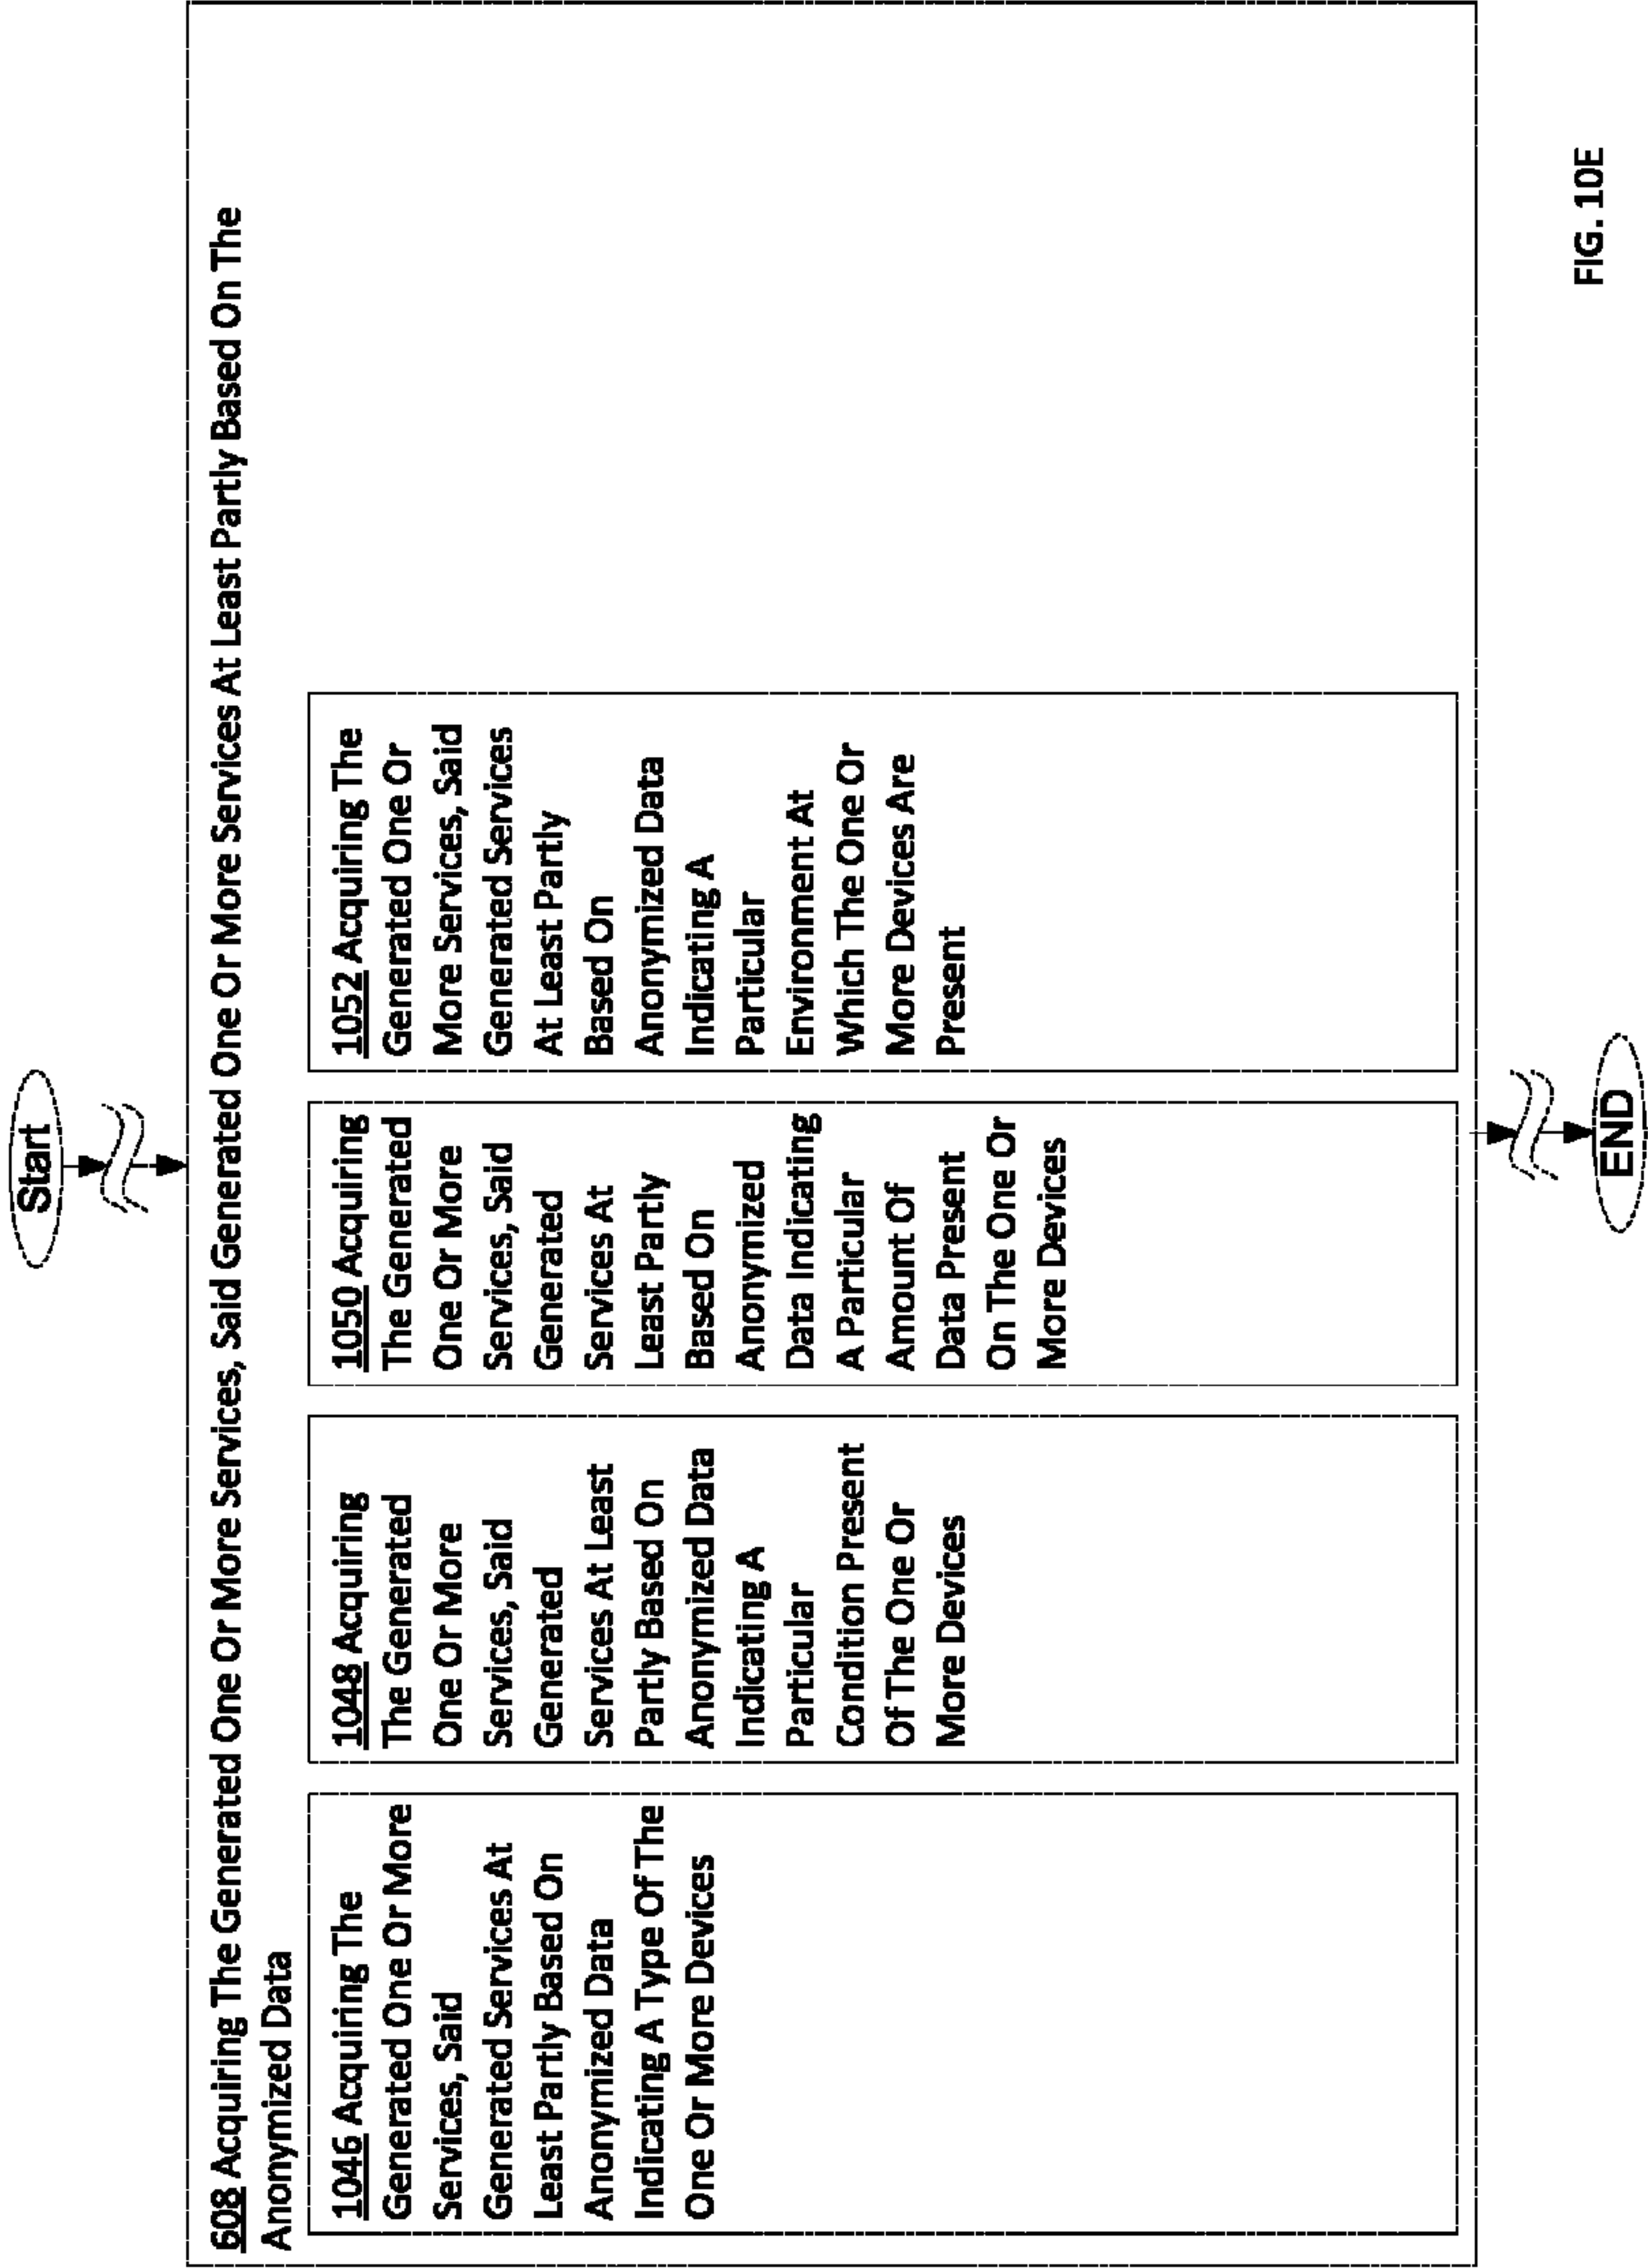 Start
608 Acquiring The Generated One Or More Services, Said Generated One Or More Services At Least Partly Based On The
Anonymized Data
1046 Acquiring The
Generated One Or More
Services, Said
Generated Services At
Least Partly Based On
Anonymized Data
Indicating A Type Of The
One Or More Devices
1048 Acquiring
The Generated
One Or More
Services, Said
Generated
Services At Least
Partly Based On
Anonymized Data
Indicating A
Particular
Condition Present
Of The One Or
More Devices
1050 Acquiring
The Generated
One Or More
Services, Said
Generated
Services At
Least Partly
Based On
Anonymized
Data Indicating
A Particular
Amount Of
Data Present
On The One Or
More Devices
1052 Acquiring The
Generated One Or
More Services, Said
Generated Services
At Least Partly
Based On
Anonymized Data
Indicating A
Particular
Environment At
Which The One Or
More Devices Are
Present
END
FIG. 10E